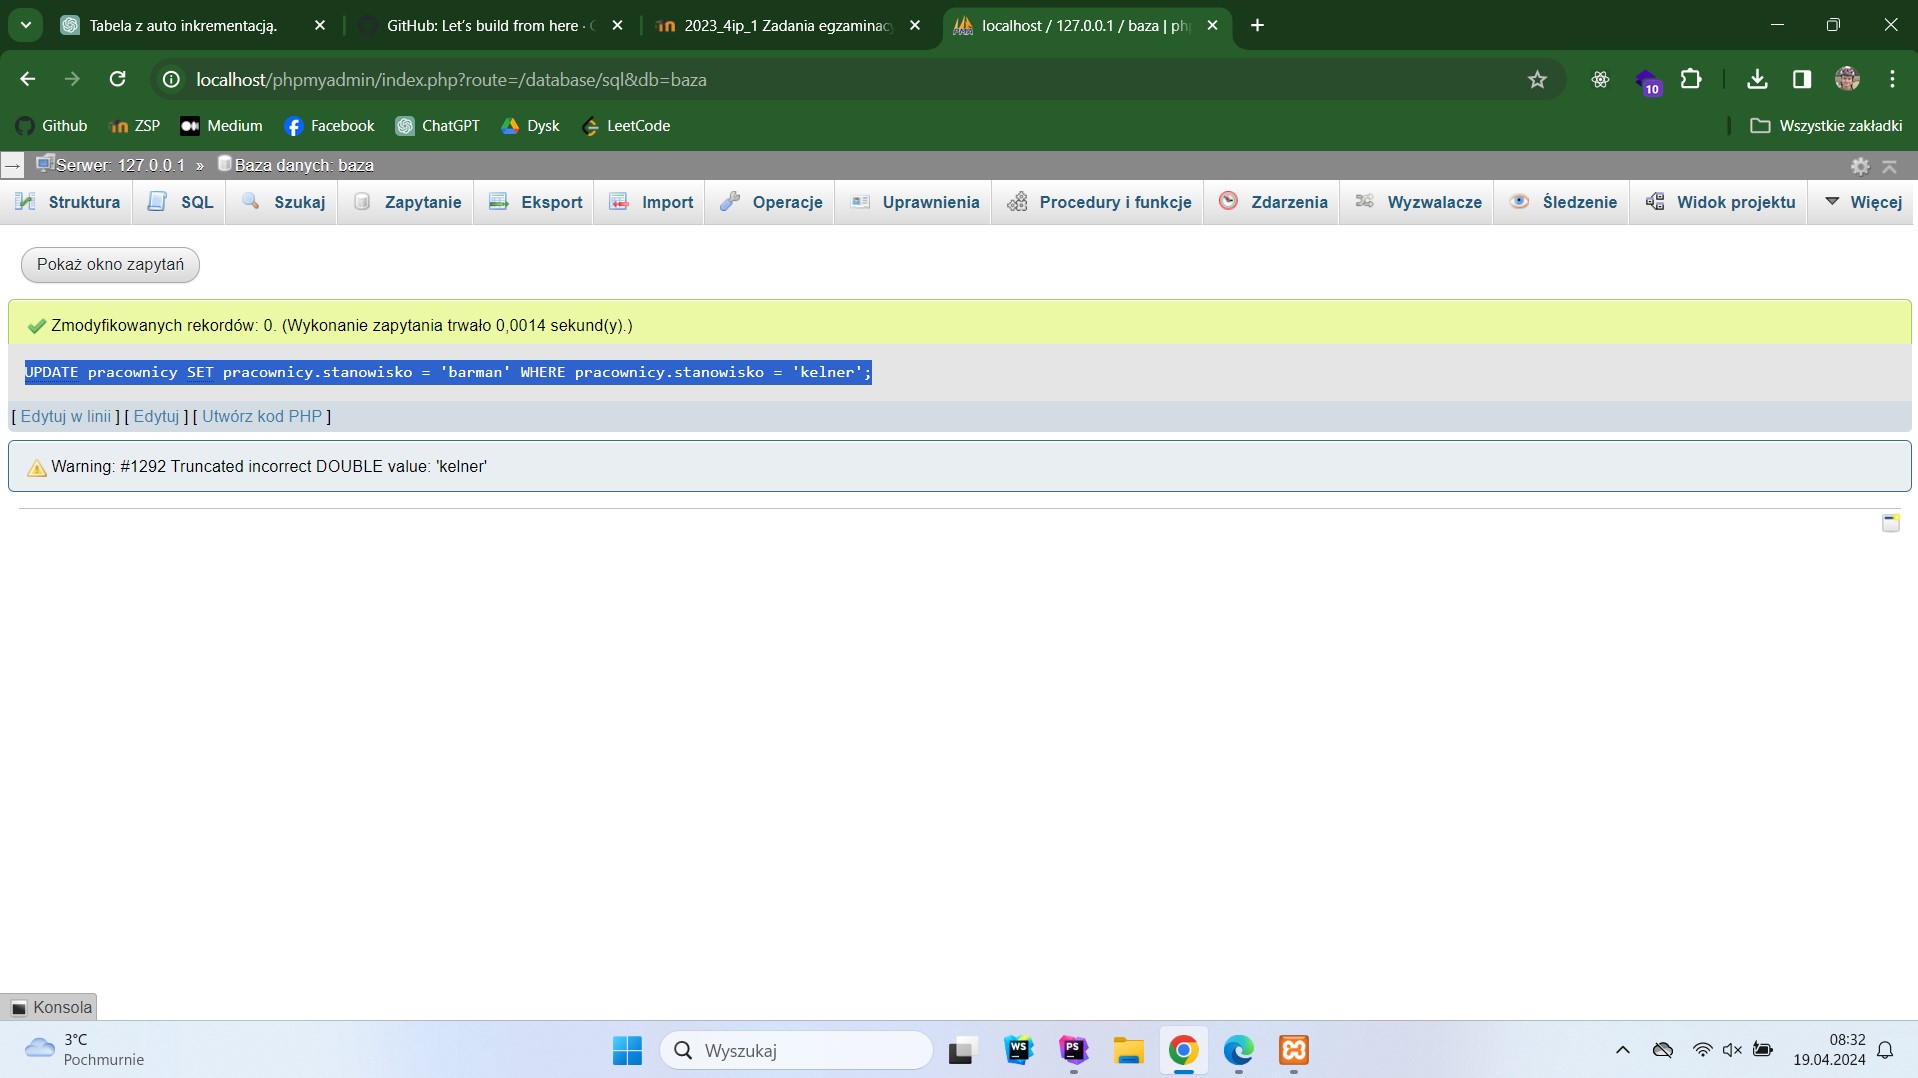 Tabela z auto inkrementacją.
GitHub: Let's build from here ·
2023_4ip_1 Zadania egzaminac
localhost / 127.0.0.1 / baza | ph
localhost/phpmyadmin/index.php?route=/database/sql&db=baza
10
Github
ZSP
Medium
Facebook
ChatGPT
Dysk
LeetCode
Wszystkie zakładki
Serwer: 127.0.0.1 » Baza danych: baza
Struktura
SQL
Szukaj
Zapytanie
Eksport
Import
Operacje
Uprawnienia
Procedury i funkcje
Zdarzenia
Wyzwalacze
Śledzenie
Widok projektu
Więcej
Pokaż okno zapytań
Zmodyfikowanych rekordów: 0. (Wykonanie zapytania trwało 0,0014 sekund(y).)
UPDATE pracownicy SET pracownicy.stanowisko = 'barman' WHERE pracownicy.stanowisko = 'kelner';
[ Edytuj w linii ] [ Edytuj ] [ Utwórz kod PHP ]
Warning: #1292 Truncated incorrect DOUBLE value: 'kelner'
Konsola
3°C
Pochmurnie
Wyszukaj
WS
PS
08:32
19.04.2024